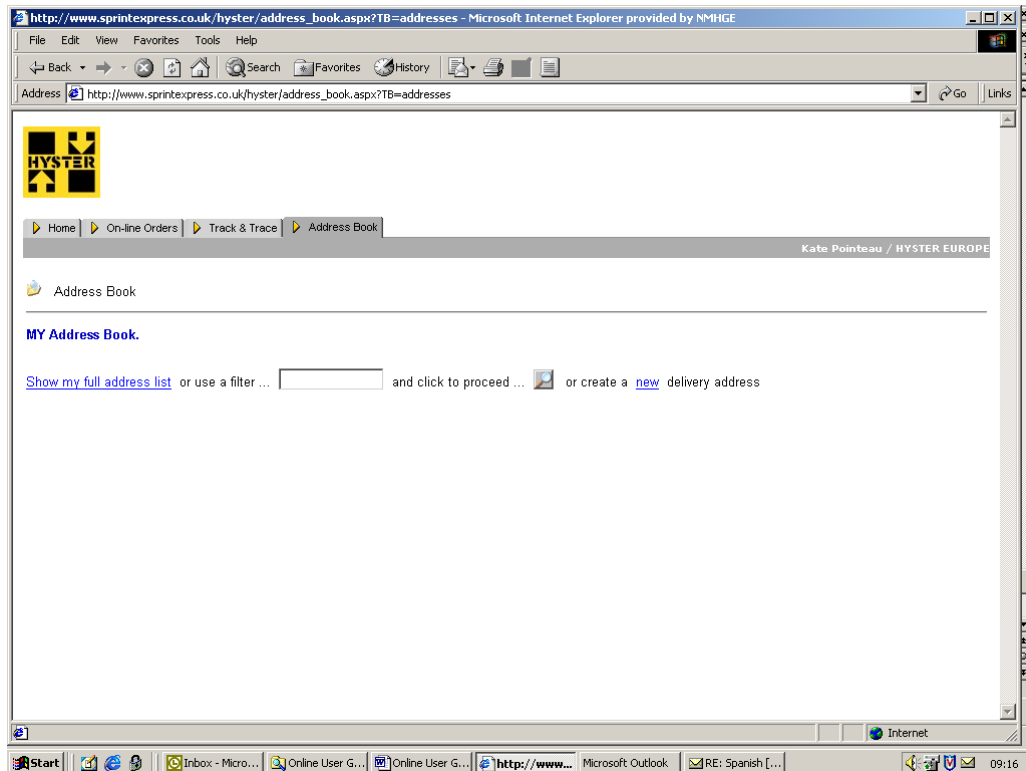 http://www.sprintexpress.co.uk/hyster/address_book.aspx?TB=addresses - Microsoft Internet Explorer provided by NMHGE
File Edit View Favorites Tools Help
Back Search Favorites History
Address http://www.sprintexpress.co.uk/hyster/address_book.aspx?TB=addresses Go Links
HYSTER
Home On-line Orders Track & Trace Address Book
Kate Pointeau / HYSTER EUROPE
Address Book
MY Address Book.
Show my full address list or use a filter ... and click to proceed ... or create a new delivery address
Internet
Start Inbox - Micro... Online User G... Online User G... http://www... Microsoft Outlook RE: Spanish [... 09:16